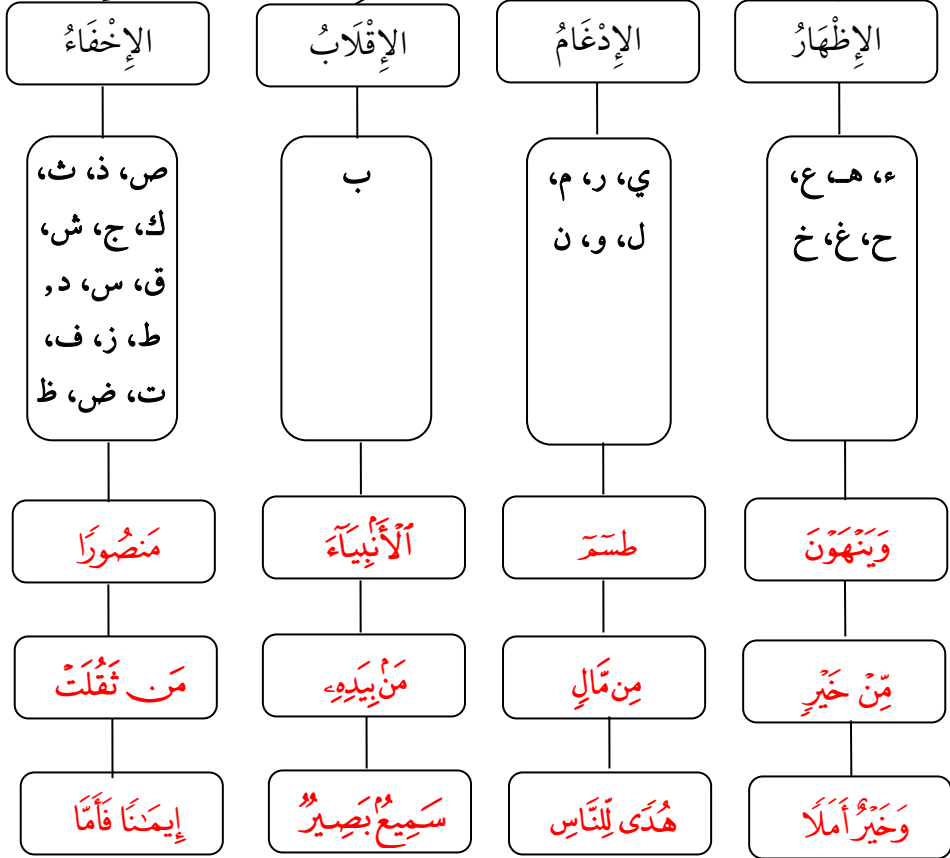 الإِظْهَارُ
الإِدْغَامُ
الإِقْلَابُ
الإِخْفَاءُ
ء، هـ، ع،
ح، غ، خ
ي، ر، م،
ل، و، ن
ب
ص، ذ، ث،
ك، ج، ش،
ق، س، د,
ط، ز، ف،
ت، ض، ظ
وَيَنۡهَوۡنَ
طسٓمٓ
ٱلۡأَنۢبِيَآءَ
مَنصُورٗا
مِّنۡ خَيۡرٖ
مِن مَّالٖ
مَنۢ بِيَدِهِۦ
مَن ثَقُلَتۡ
وَخَيۡرٌ أَمَلٗا
هُدٗى لِّلنَّاسِ
سَمِيعُۢ بَصِيرٞ
إِيمَٰنٗا فَأَمَّا